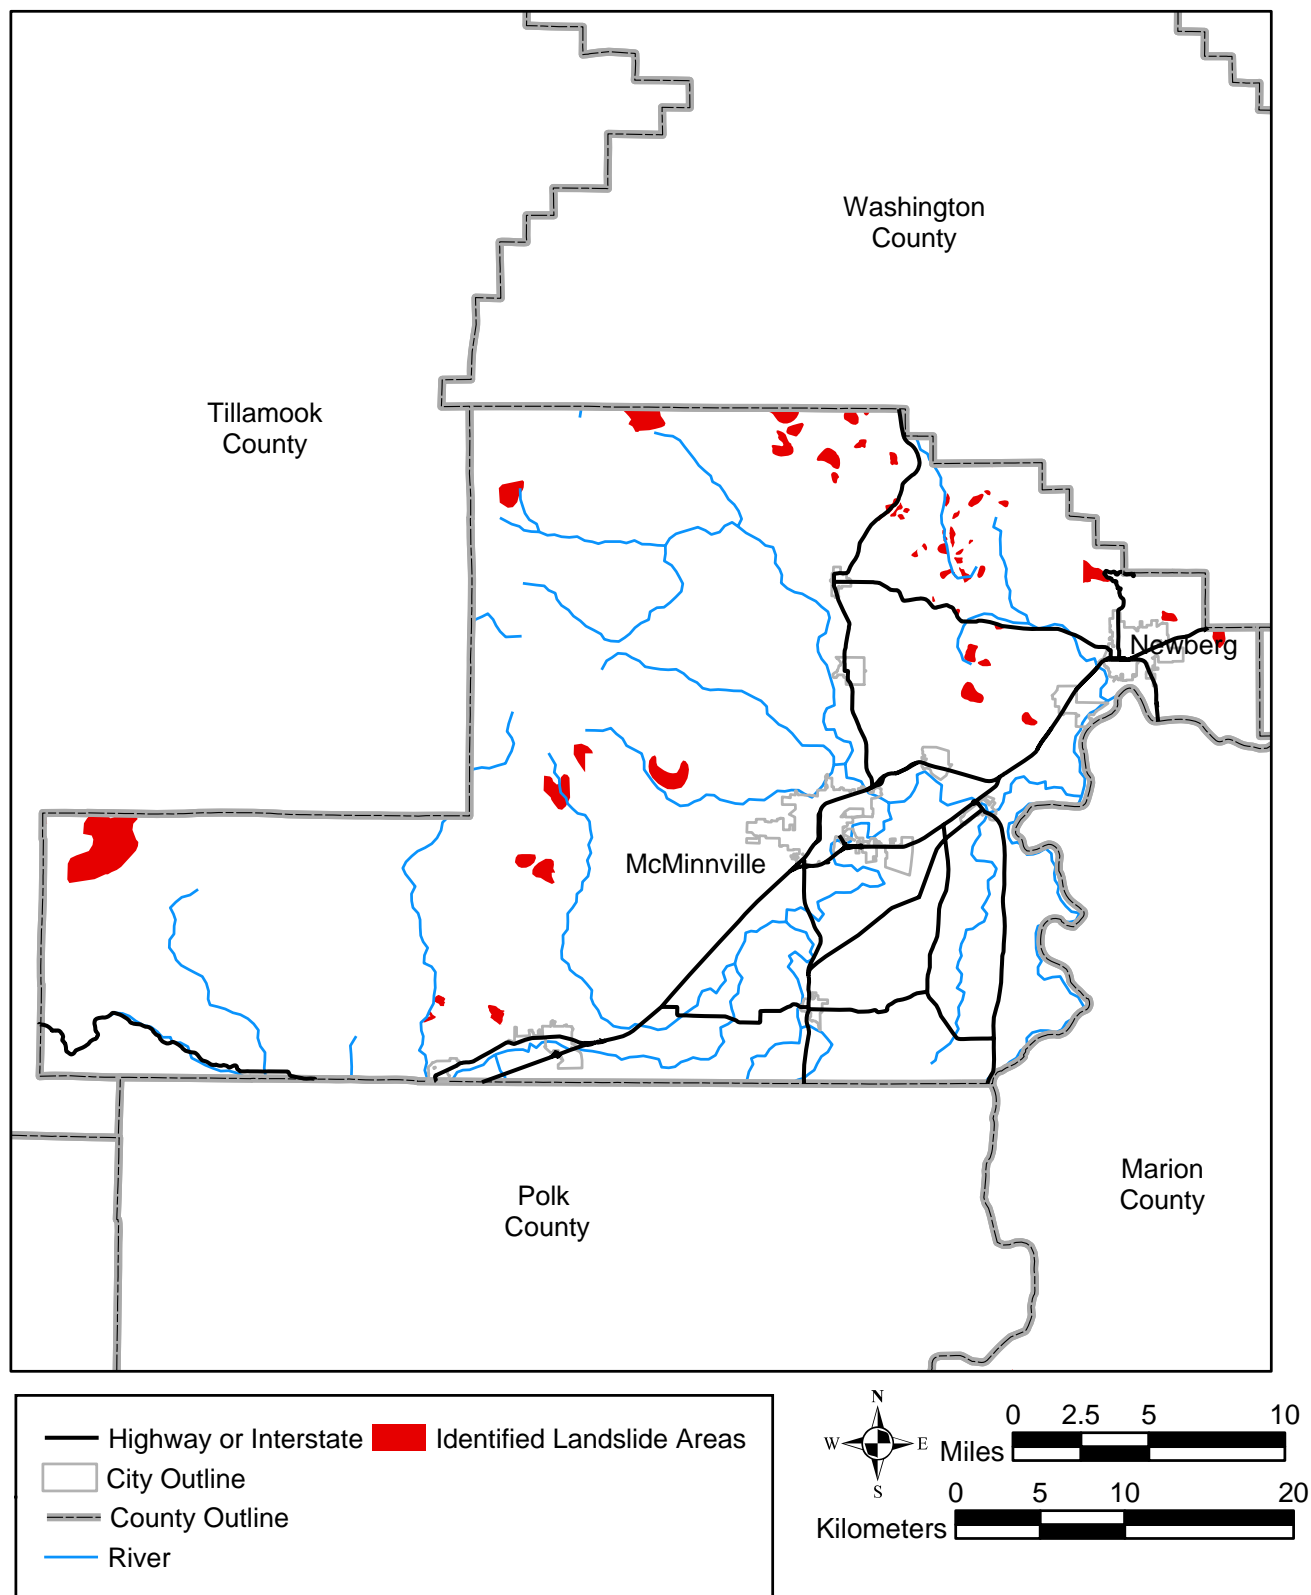 Washington
County
Tillamook
County
Newberg
McMinnville
Marion
County
Polk
County
Highway or Interstate
Identified Landslide Areas
City Outline
County Outline
River
N
W
E
S
0 2.5 5 10
Miles
0 5 10 20
Kilometers